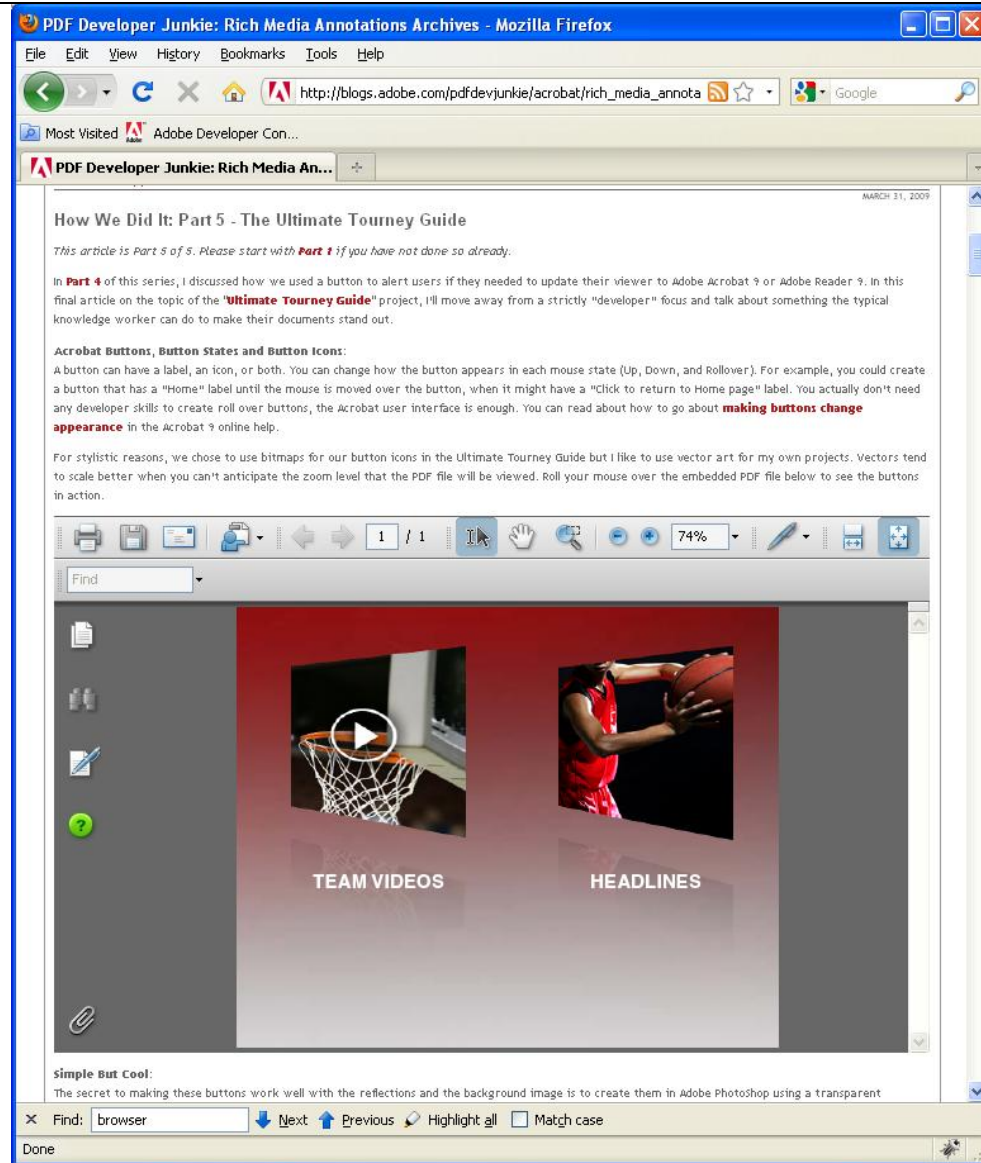 PDF Developer Junkie: Rich Media Annotations Archives - Mozilla Firefox
File Edit View History Bookmarks Tools Help
http://blogs.adobe.com/pdfdevjunkie/acrobat/rich_media_annota
Google
Most Visited Adobe Developer Con...
PDF Developer Junkie: Rich Media An...
MARCH 31, 2009
How We Did It: Part 5 - The Ultimate Tourney Guide
This article is Part 5 of 5. Please start with Part 1 if you have not done so already.
In Part 4 of this series, I discussed how we used a button to alert users if they needed to update their viewer to Adobe Acrobat 9 or Adobe Reader 9. In this
final article on the topic of the "Ultimate Tourney Guide" project, I'll move away from a strictly "developer" focus and talk about something the typical
knowledge worker can do to make their documents stand out.
Acrobat Buttons, Button States and Button Icons:
A button can have a label, an icon, or both. You can change how the button appears in each mouse state (Up, Down, and Rollover). For example, you could create
a button that has a "Home" label until the mouse is moved over the button, when it might have a "Click to return to Home page" label. You actually don't need
any developer skills to create roll over buttons, the Acrobat user interface is enough. You can read about how to go about making buttons change
appearance in the Acrobat 9 online help.
For stylistic reasons, we chose to use bitmaps for our button icons in the Ultimate Tourney Guide but I like to use vector art for my own projects. Vectors tend
to scale better when you can't anticipate the zoom level that the PDF file will be viewed. Roll your mouse over the embedded PDF file below to see the buttons
in action.
1 / 1 74%
Find
TEAM VIDEOS HEADLINES
Simple But Cool:
The secret to making these buttons work well with the reflections and the background image is to create them in Adobe PhotoShop using a transparent
Find: browser Next Previous Highlight all Match case
Done